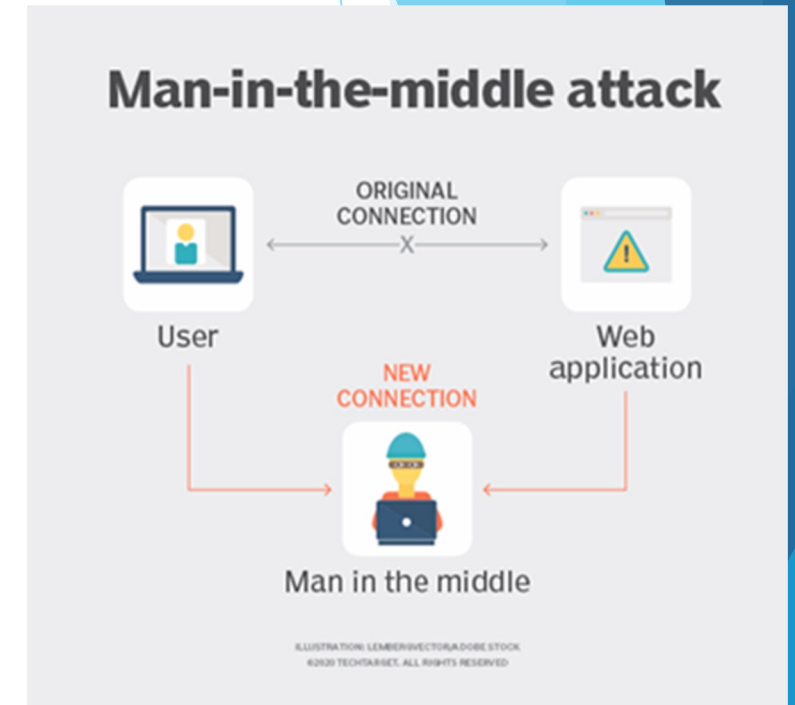 Man-in-the-middle attack
ORIGINAL
CONNECTION
X
User
Web
application
NEW
CONNECTION
Man in the middle
ILLUSTRATION: LEMBERGVECTOR/ADOBE STOCK
©2020 TECHTARGET. ALL RIGHTS RESERVED